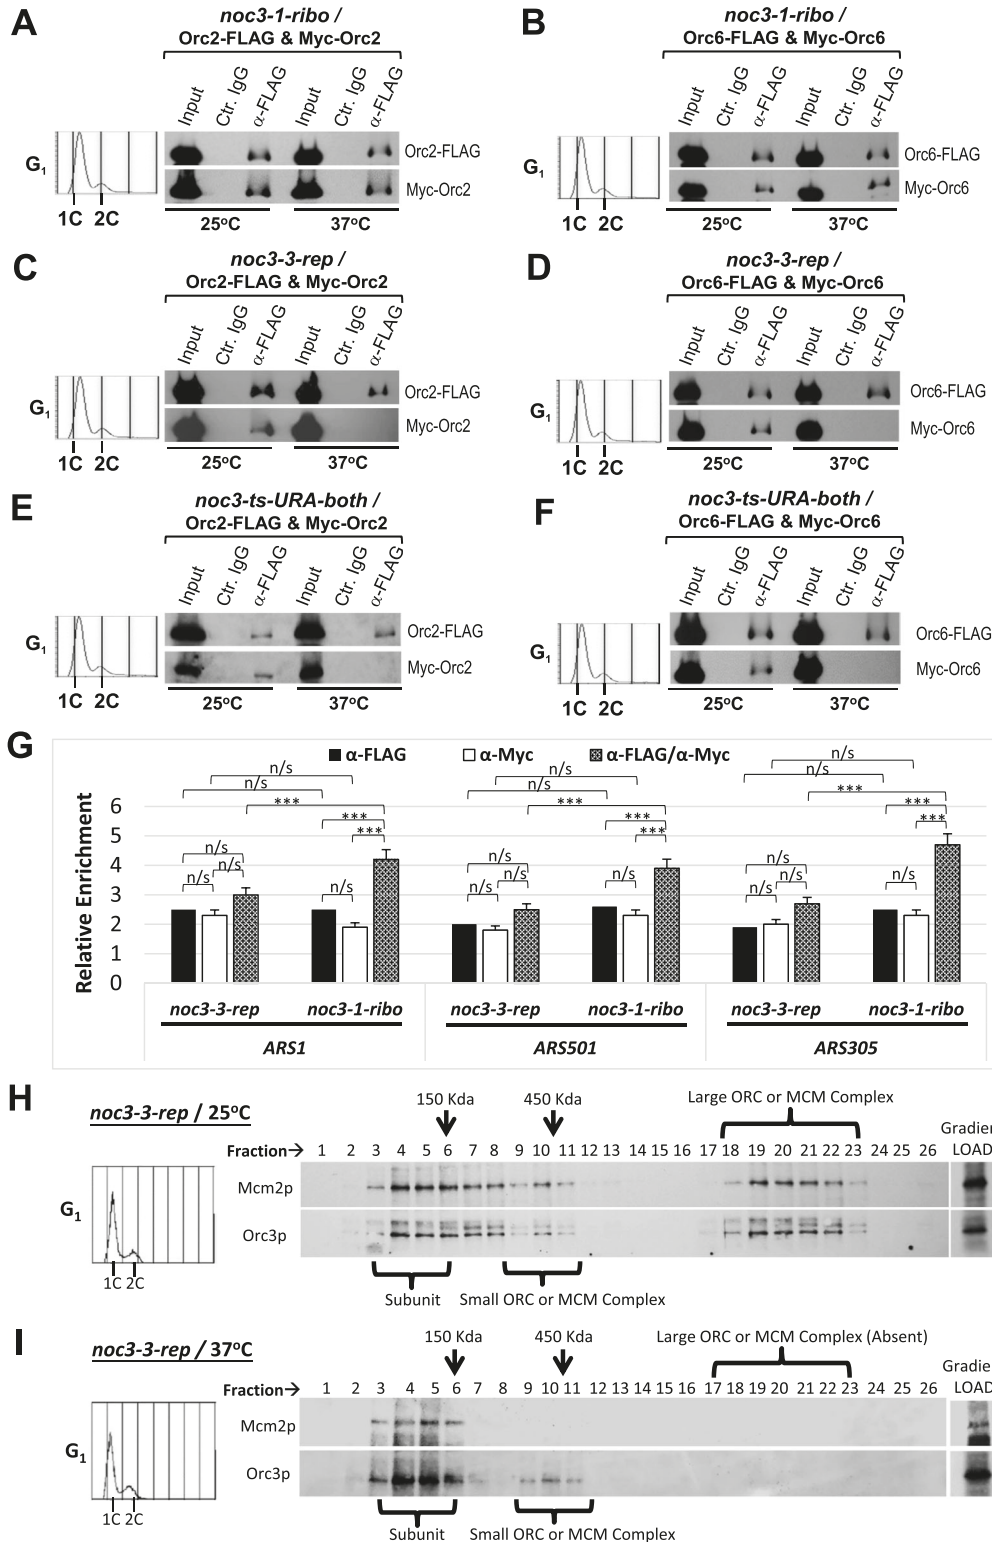 A
noc3-1-ribo /
Orc2-FLAG & Myc-Orc2
Input
Ctr. IgG
α-FLAG
Input
Ctr. IgG
α-FLAG
G1
1C 2C
Orc2-FLAG
Myc-Orc2
25°C 37°C
B
noc3-1-ribo /
Orc6-FLAG & Myc-Orc6
Input
Ctr. IgG
α-FLAG
Input
Ctr. IgG
α-FLAG
G1
1C 2C
Orc6-FLAG
Myc-Orc6
25°C 37°C
C
noc3-3-rep /
Orc2-FLAG & Myc-Orc2
Input
Ctr. IgG
α-FLAG
Input
Ctr. IgG
α-FLAG
G1
1C 2C
Orc2-FLAG
Myc-Orc2
25°C 37°C
D
noc3-3-rep /
Orc6-FLAG & Myc-Orc6
Input
Ctr. IgG
α-FLAG
Input
Ctr. IgG
α-FLAG
G1
1C 2C
Orc6-FLAG
Myc-Orc6
25°C 37°C
E
noc3-ts-URA-both /
Orc2-FLAG & Myc-Orc2
Input
Ctr. IgG
α-FLAG
Input
Ctr. IgG
α-FLAG
G1
1C 2C
Orc2-FLAG
Myc-Orc2
25°C 37°C
F
noc3-ts-URA-both /
Orc6-FLAG & Myc-Orc6
Input
Ctr. IgG
α-FLAG
Input
Ctr. IgG
α-FLAG
G1
1C 2C
Orc6-FLAG
Myc-Orc6
25°C 37°C
G
α-FLAG α-Myc α-FLAG/α-Myc
Relative Enrichment
6
5
4
3
2
1
0
n/s n/s n/s
n/s n/s n/s
*** *** ***
*** *** ***
*** *** ***
n/s n/s n/s
n/s n/s n/s n/s n/s n/s n/s n/s n/s
noc3-3-rep noc3-1-ribo noc3-3-rep noc3-1-ribo noc3-3-rep noc3-1-ribo
ARS1 ARS501 ARS305
H
noc3-3-rep / 25°C
150 Kda 450 Kda Large ORC or MCM Complex
Gradie
LOAD
Fraction→ 1 2 3 4 5 6 7 8 9 10 11 12 13 14 15 16 17 18 19 20 21 22 23 24 25 26
Mcm2p
Orc3p
G1
1C 2C
Subunit Small ORC or MCM Complex
I
noc3-3-rep / 37°C
150 Kda 450 Kda Large ORC or MCM Complex (Absent)
Gradie
LOAD
Fraction→ 1 2 3 4 5 6 7 8 9 10 11 12 13 14 15 16 17 18 19 20 21 22 23 24 25 26
Mcm2p
Orc3p
G1
1C 2C
Subunit Small ORC or MCM Complex